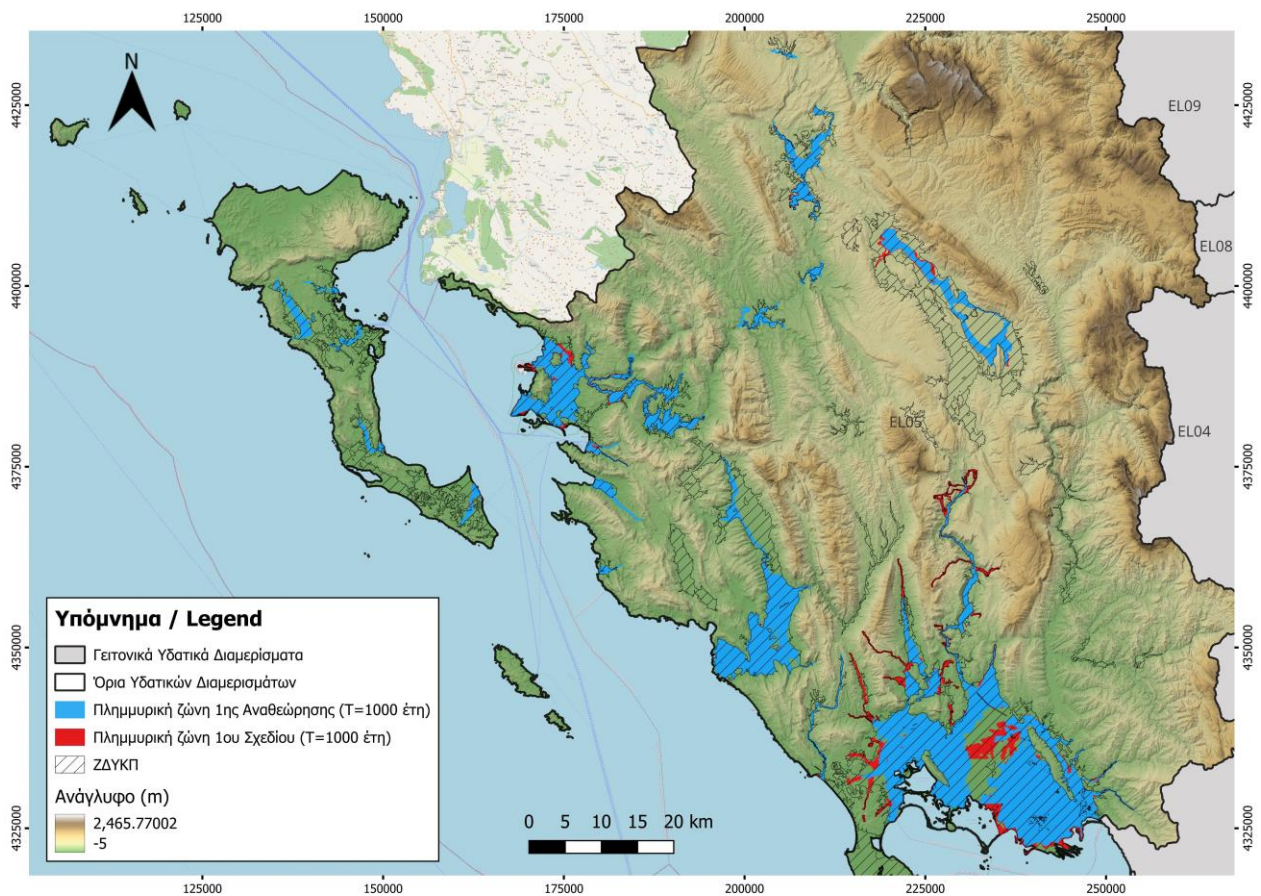 125000 150000 175000 200000 225000 250000
N
4425000 4425000
EL09
EL08
4400000 4400000
EL05
EL04
4375000 4375000
Υπόμνημα / Legend
Γειτονικά Υδατικά Διαμερίσματα
Όρια Υδατικών Διαμερισμάτων
Πλημμυρική ζώνη 1ης Αναθεώρησης (Τ=1000 έτη)
Πλημμυρική ζώνη 1ου Σχεδίου (Τ=1000 έτη)
ΖΔΥΚΠ
Ανάγλυφο (m)
2,465.77002
-5
4350000 4350000
0 5 10 15 20 km
4325000 4325000
125000 150000 175000 200000 225000 250000